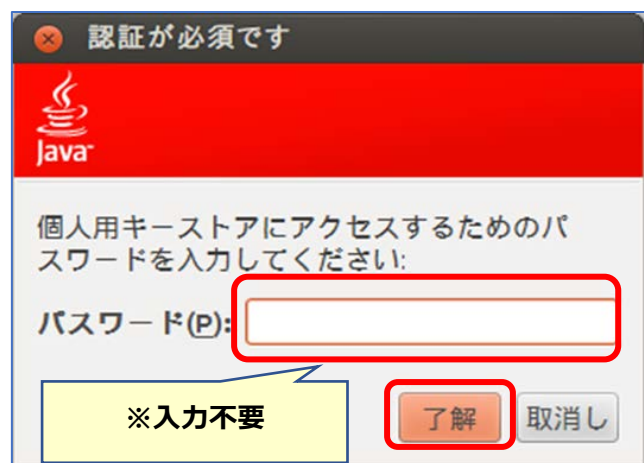 認証が必須です
Java
個人用キーストアにアクセスするためのパ
スワードを入力してください:
パスワード(P):
※入力不要
了解 取消し